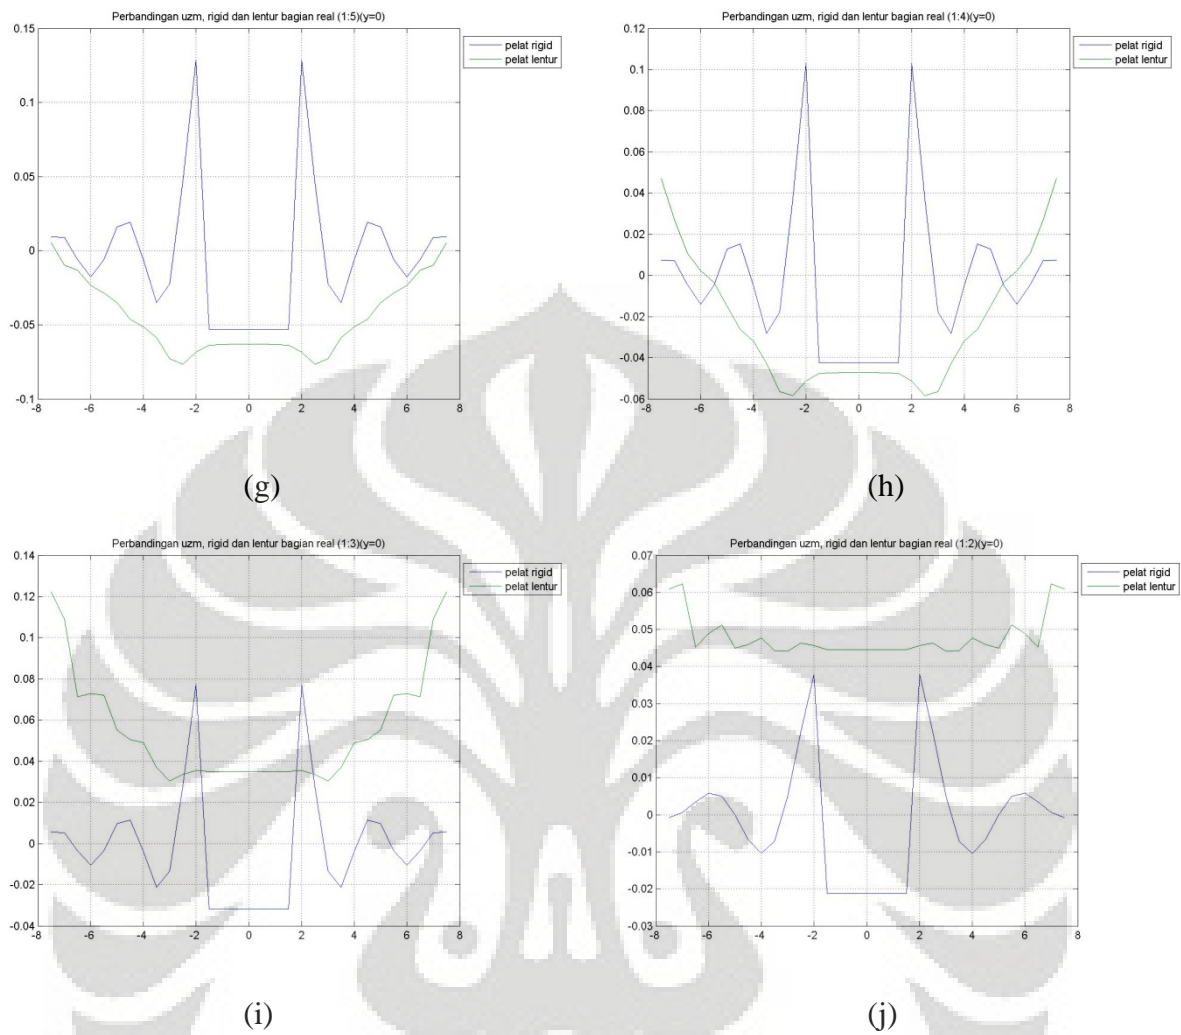 Perbandingan uzm, rigid dan lentur bagian real (1:5)(y=0)
pelat rigid
pelat lentur
0.15
0.1
0.05
0
-0.05
-0.1
-8 -6 -4 -2 0 2 4 6 8
(g)
Perbandingan uzm, rigid dan lentur bagian real (1:4)(y=0)
pelat rigid
pelat lentur
0.12
0.1
0.08
0.06
0.04
0.02
0
-0.02
-0.04
-0.06
-8 -6 -4 -2 0 2 4 6 8
(h)
Perbandingan uzm, rigid dan lentur bagian real (1:3)(y=0)
pelat rigid
pelat lentur
0.14
0.12
0.1
0.08
0.06
0.04
0.02
0
-0.02
-0.04
-8 -6 -4 -2 0 2 4 6 8
(i)
Perbandingan uzm, rigid dan lentur bagian real (1:2)(y=0)
pelat rigid
pelat lentur
0.07
0.06
0.05
0.04
0.03
0.02
0.01
0
-0.01
-0.02
-0.03
-8 -6 -4 -2 0 2 4 6 8
(j)